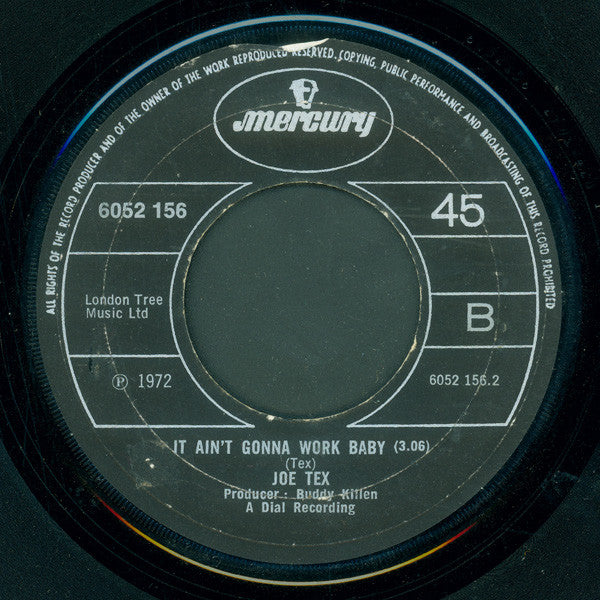 ALL RIGHTS OF THE RECORD PRODUCER AND OF THE OWNER OF THE WORK REPRODUCED RESERVED. COPYING, PUBLIC PERFORMANCE AND BROADCASTING OF THIS RECORD PROHIBITED
mercury
6052 156
45
London Tree
Music Ltd
B
℗ 1972
6052 156.2
IT AIN'T GONNA WORK BABY (3.06)
(Tex)
JOE TEX
Producer : Buddy Killen
A Dial Recording